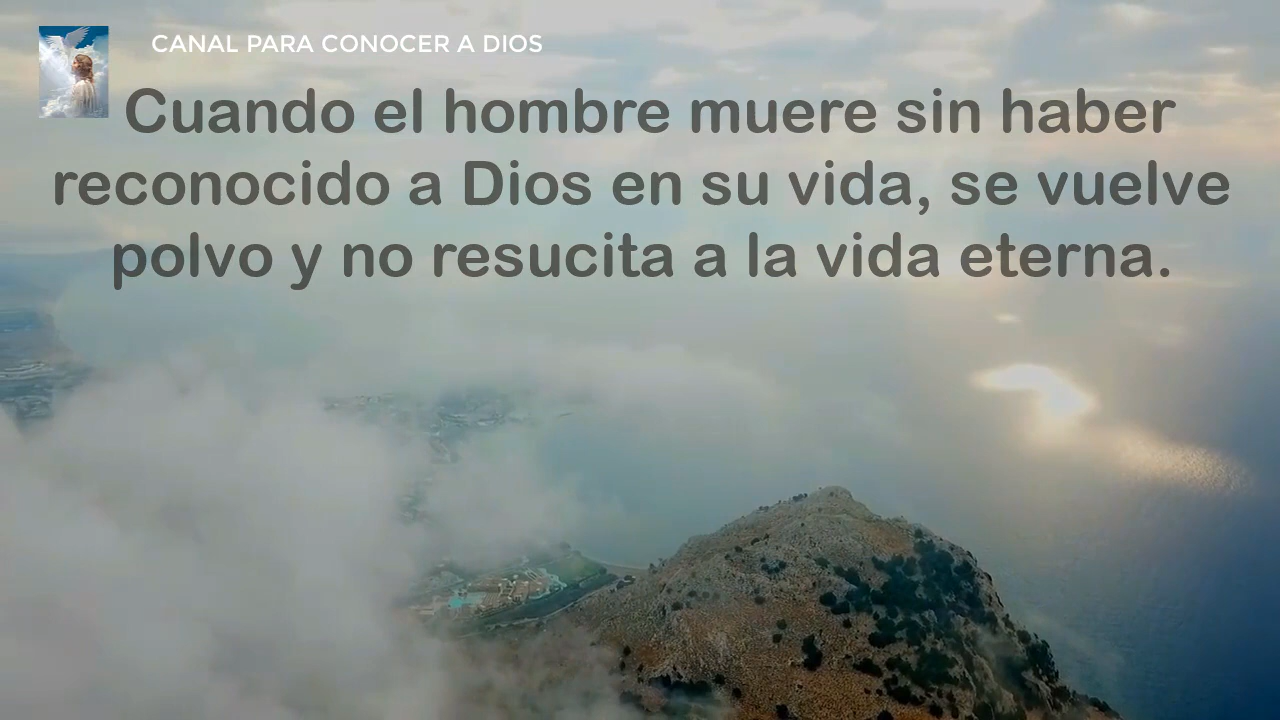 CANAL PARA CONOCER A DIOS
Cuando el hombre muere sin haber
reconocido a Dios en su vida, se vuelve
polvo y no resucita a la vida eterna.